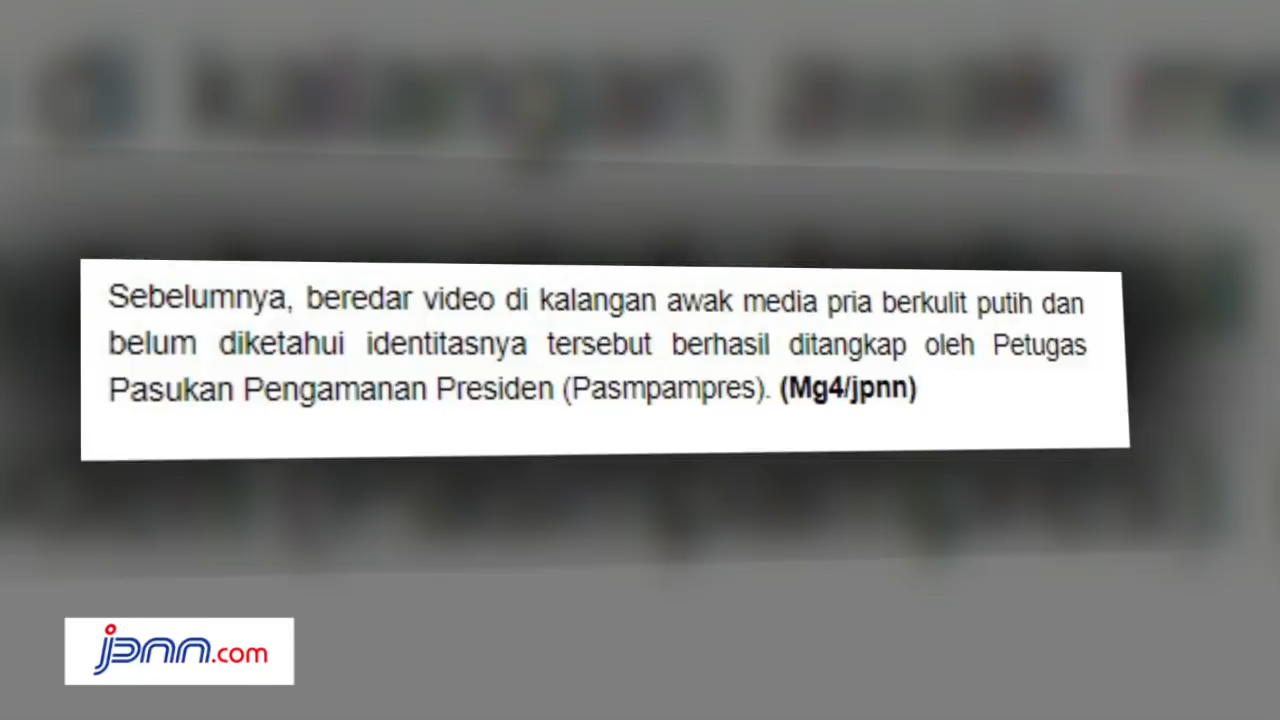 Sebelumnya, beredar video di kalangan awak media pria berkulit putih dan
belum diketahui identitasnya tersebut berhasil ditangkap oleh Petugas
Pasukan Pengamanan Presiden (Pasmpampres). (Mg4/jpnn)
jpnn.com